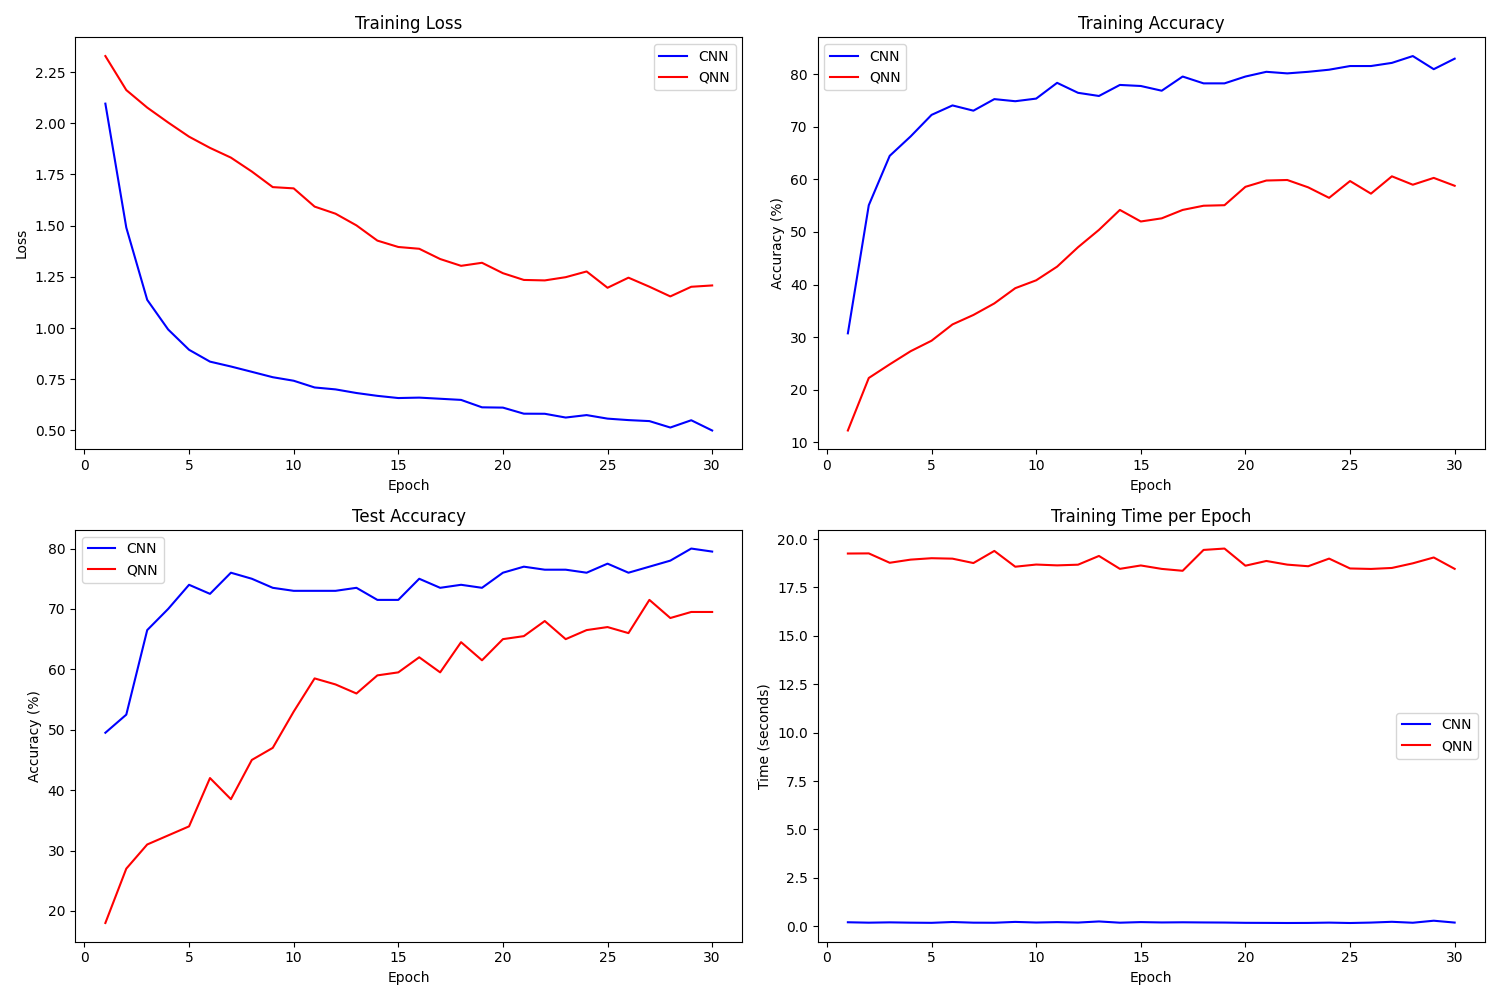 Training Loss
CNN
QNN
2.25
2.00
1.75
1.50
1.25
1.00
0.75
0.50
Loss
0 5 10 15 20 25 30
Epoch
Training Accuracy
CNN
QNN
80
70
60
50
40
30
20
10
Accuracy (%)
0 5 10 15 20 25 30
Epoch
Test Accuracy
CNN
QNN
80
70
60
50
40
30
20
Accuracy (%)
0 5 10 15 20 25 30
Epoch
Training Time per Epoch
20.0
17.5
15.0
12.5
10.0
7.5
5.0
2.5
0.0
Time (seconds)
CNN
QNN
0 5 10 15 20 25 30
Epoch